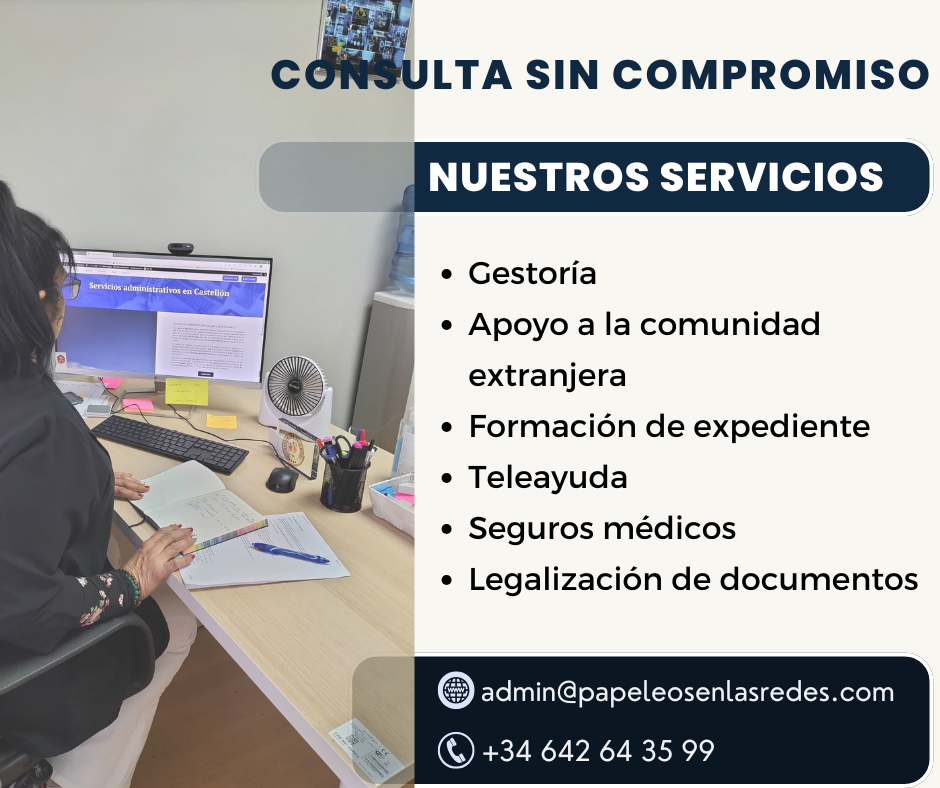 CONSULTA SIN COMPROMISO
NUESTROS SERVICIOS
Servicios administrativos en Castellón
• Gestoría
• Apoyo a la comunidad
extranjera
• Formación de expediente
• Teleayuda
• Seguros médicos
• Legalización de documentos
admin@papeleosenlasredes.com
+34 642 64 35 99